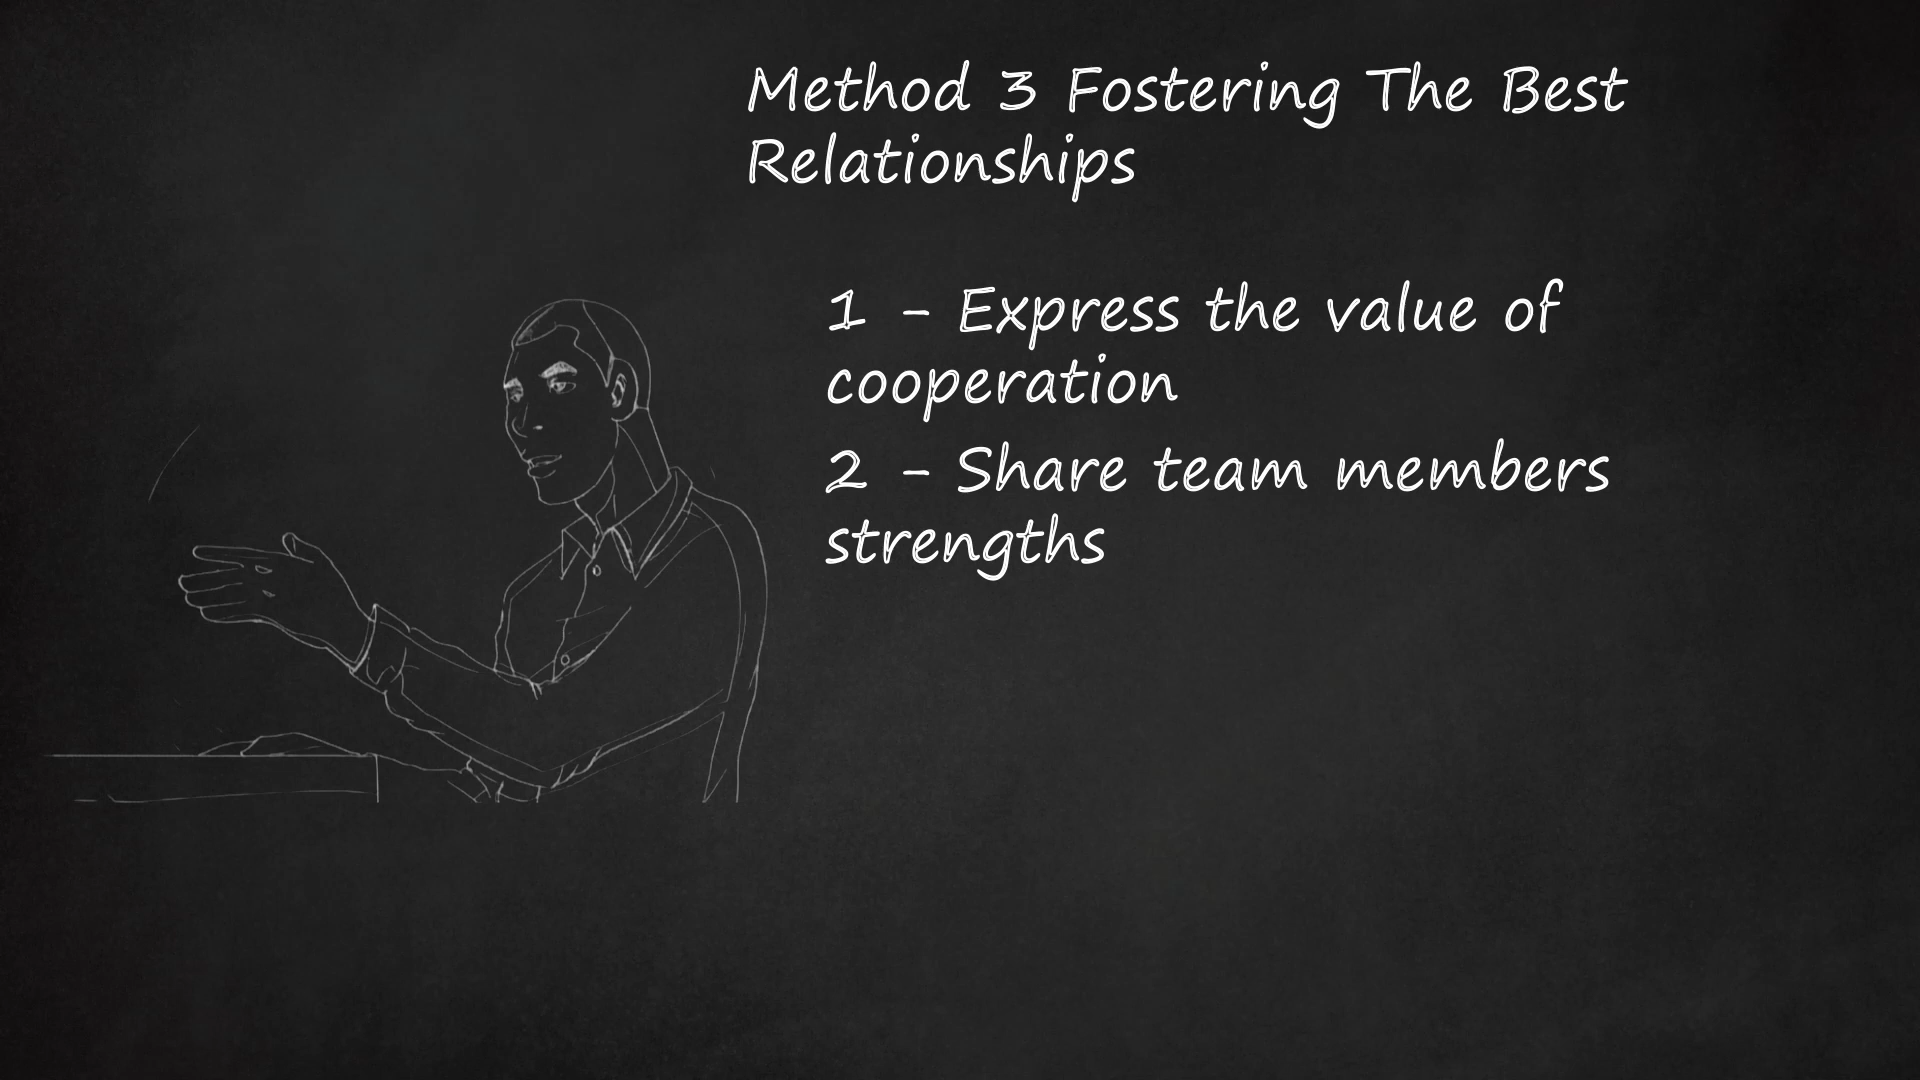 Method 3 Fostering The Best
Relationships
1 - Express the value of
cooperation
2 - Share team members
strengths